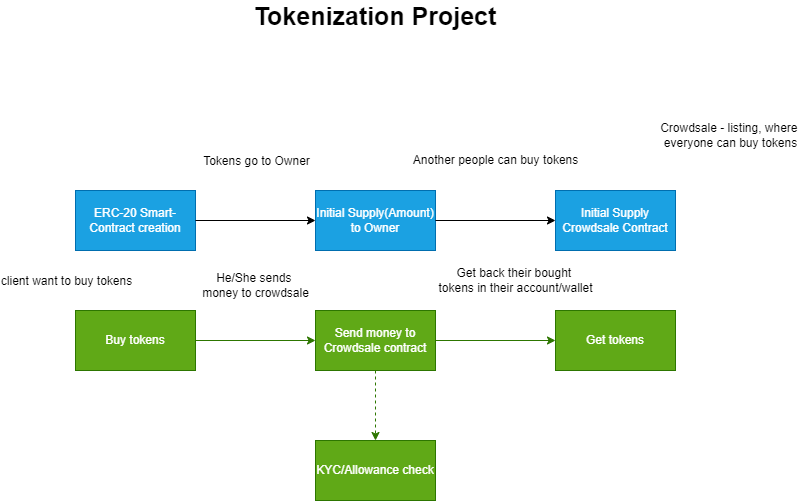 Tokenization Project
Crowdsale - listing, where
everyone can buy tokens
Tokens go to Owner
Another people can buy tokens
ERC-20 Smart-
Contract creation
Initial Supply(Amount)
to Owner
Initial Supply
Crowdsale Contract
client want to buy tokens
He/She sends
money to crowdsale
Get back their bought
tokens in their account/wallet
Buy tokens
Send money to
Crowdsale contract
Get tokens
KYC/Allowance check